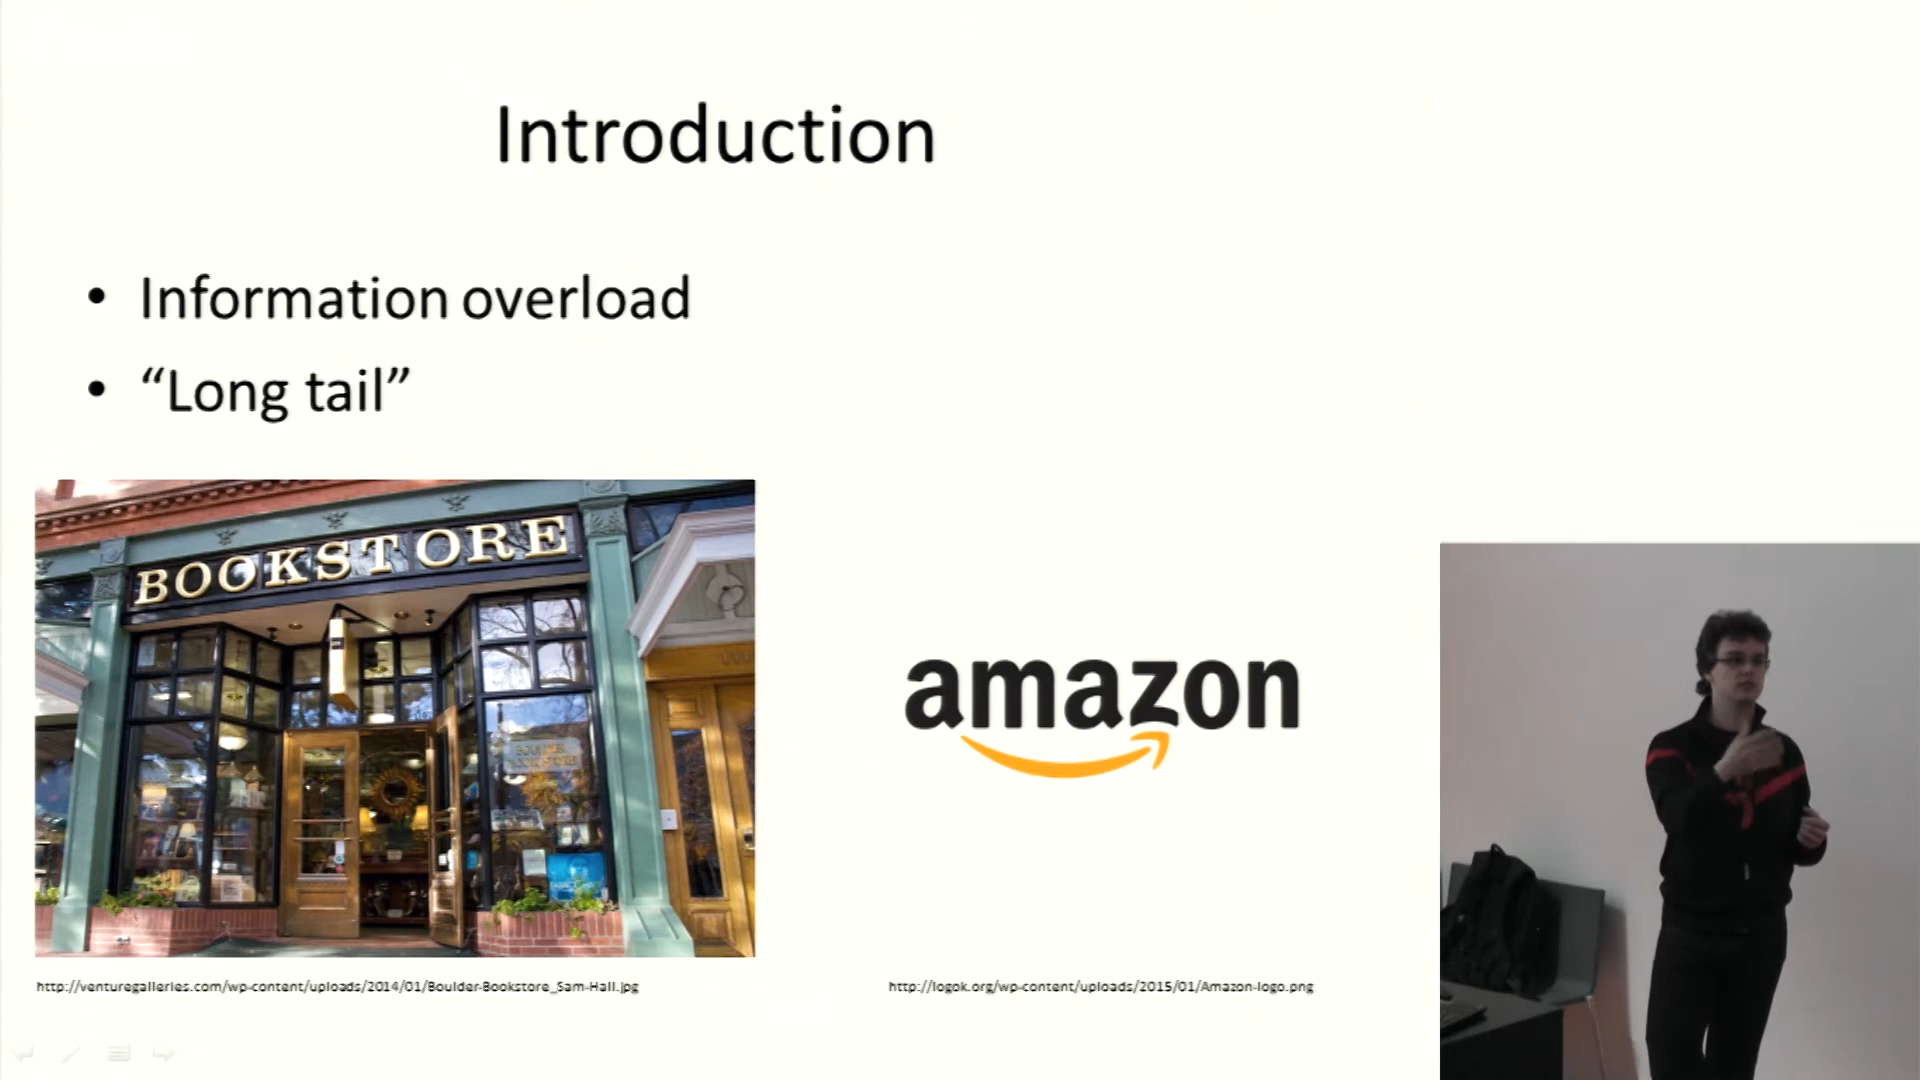 Introduction
• Information overload
• “Long tail”
BOOKSTORE
amazon
http://venturegalleries.com/wp-content/uploads/2014/01/Boulder-Bookstore_Sam-Hall.jpg
http://logok.org/wp-content/uploads/2015/01/Amazon-logo.png